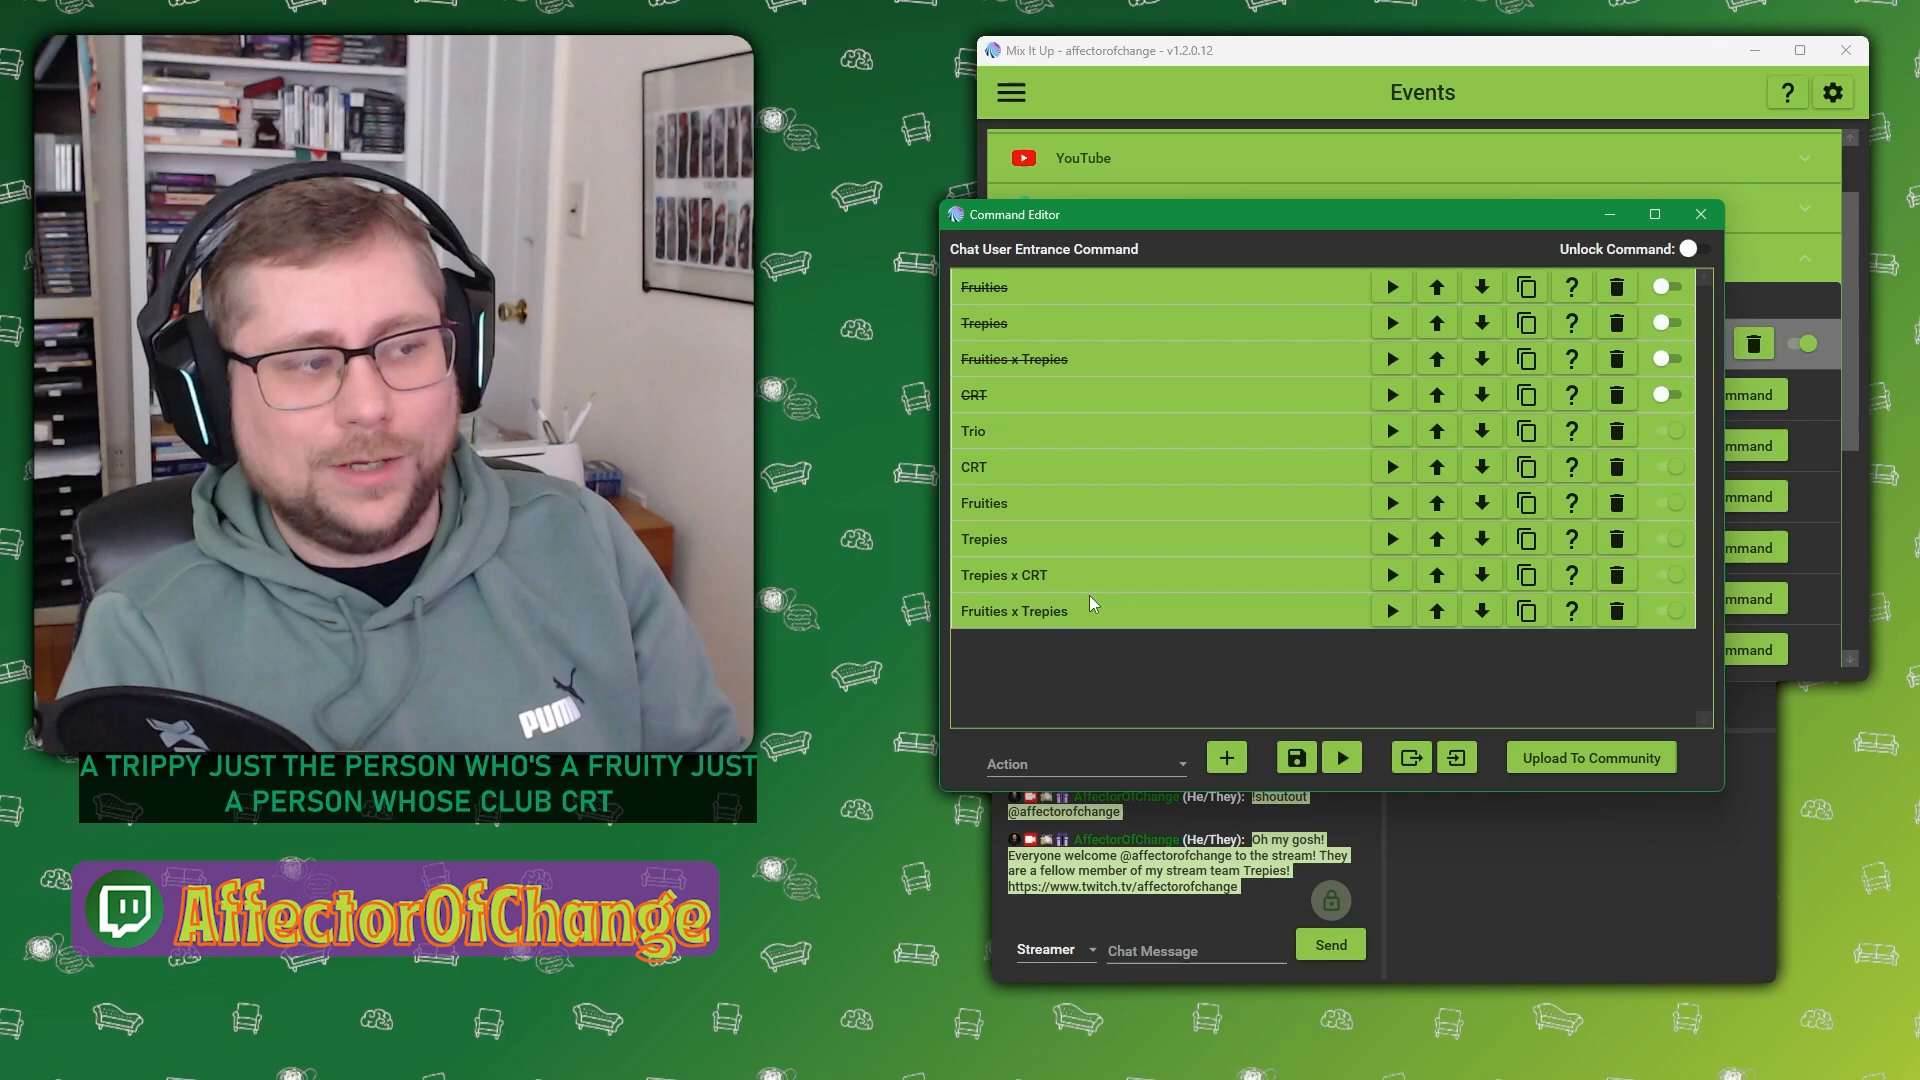 Mix It Up - affectorofchange - v1.2.0.12
Events
?
YouTube
Command Editor
Chat User Entrance Command
Unlock Command:
Fruities
?
Trepies
?
Fruities x Trepies
?
CRT
?
mmand
Trio
?
mmand
CRT
?
Fruities
?
mmand
Trepies
?
mmand
Trepies x CRT
?
mmand
Fruities x Trepies
?
mmand
Action
Upload To Community
PUMA
A TRIPPY JUST THE PERSON WHO'S A FRUITY JUST
A PERSON WHOSE CLUB CRT
AffectorOfChange (He/They): !shoutout
@affectorofchange
AffectorOfChange (He/They): Oh my gosh!
Everyone welcome @affectorofchange to the stream! They
are a fellow member of my stream team Trepies!
https://www.twitch.tv/affectorofchange
AffectorOfChange
Streamer
Chat Message
Send